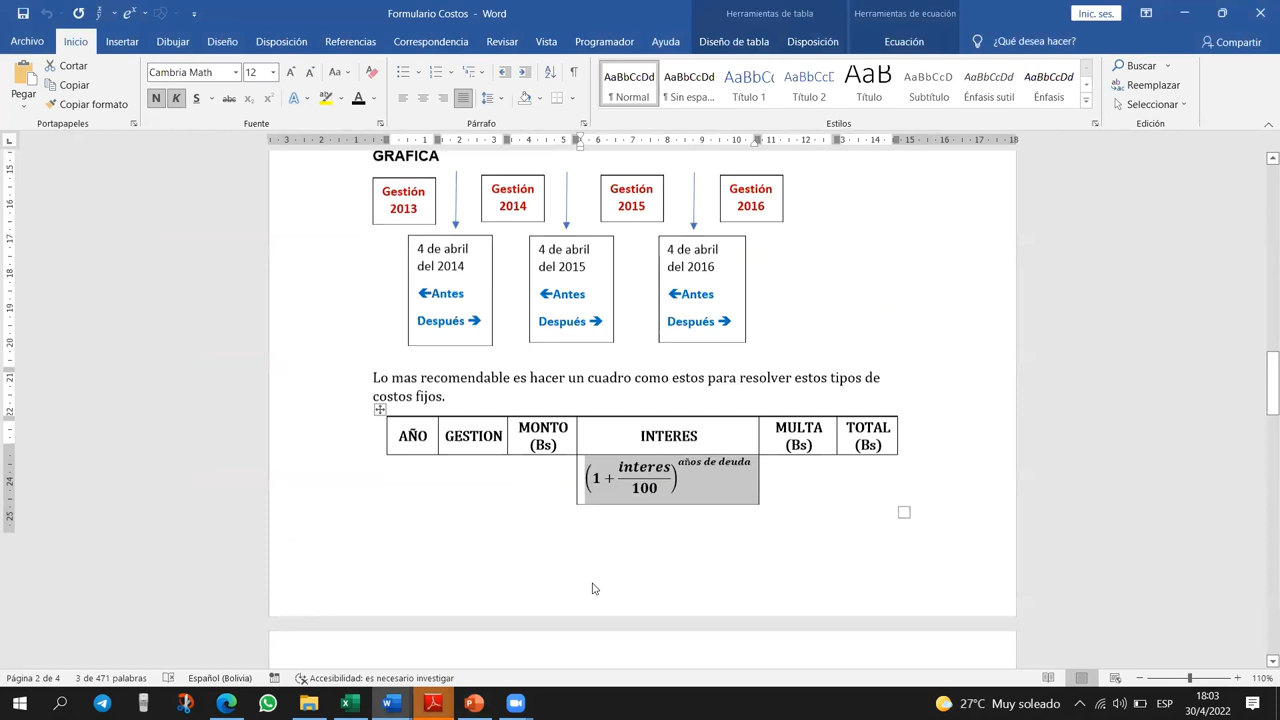 Formulario Costos - Word
Herramientas de tabla
Herramientas de ecuación
Inic. ses.
Archivo
Inicio
Insertar
Dibujar
Diseño
Disposición
Referencias
Correspondencia
Revisar
Vista
Programador
Ayuda
Diseño de tabla
Disposición
Ecuación
¿Qué desea hacer?
Compartir
Pegar
Cortar
Copiar
Copiar formato
Portapapeles
Cambria Math
12
Aa
N K S abc x₂ x²
Fuente
Párrafo
AaBbCcDd
¶ Normal
AaBbCcDd
¶ Sin espa...
AaBbCc
Título 1
AaBbCcD
Título 2
AaB
Título
AaBbCcD
Subtítulo
AaBbCcDd
Énfasis sutil
AaBbCcDd
Énfasis
Estilos
Buscar
Reemplazar
Seleccionar
Edición
GRAFICA
Gestión
2013
Gestión
2014
Gestión
2015
Gestión
2016
4 de abril
del 2014
←Antes
Después →
4 de abril
del 2015
←Antes
Después →
4 de abril
del 2016
←Antes
Después →
Lo mas recomendable es hacer un cuadro como estos para resolver estos tipos de
costos fijos.
AÑO
GESTION
MONTO
(Bs)
INTERES
MULTA
(Bs)
TOTAL
(Bs)
(1 + interes/100)^años de deuda
Página 2 de 4
3 de 471 palabras
Español (Bolivia)
Accesibilidad: es necesario investigar
110%
27°C Muy soleado
ESP
18:03
30/4/2022